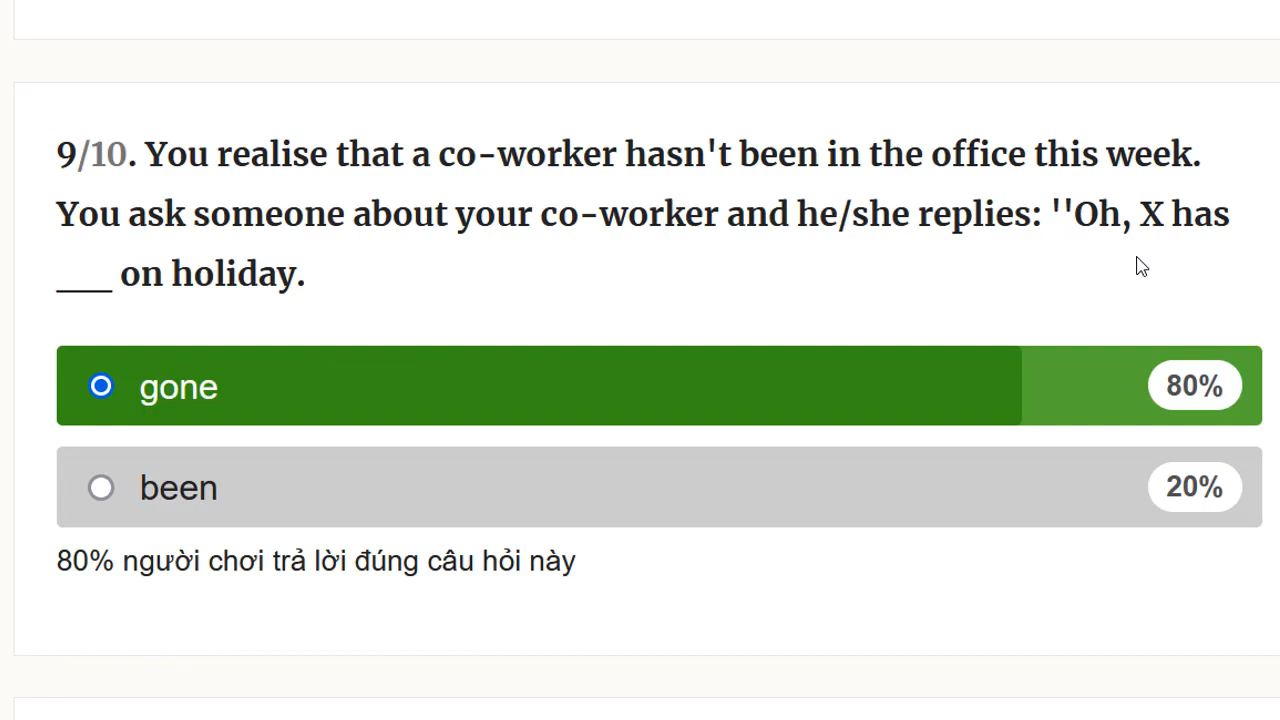 9/10. You realise that a co-worker hasn't been in the office this week.
You ask someone about your co-worker and he/she replies: ''Oh, X has
___ on holiday.
gone
80%
been
20%
80% người chơi trả lời đúng câu hỏi này